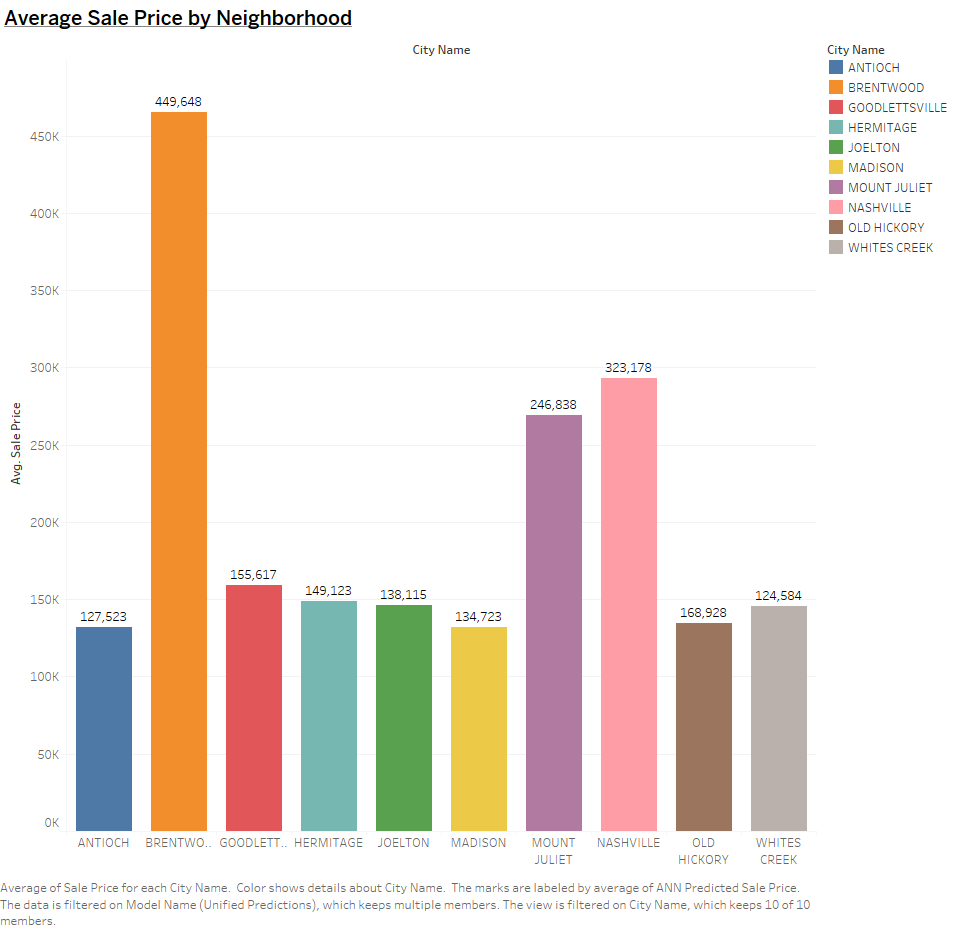 Average Sale Price by Neighborhood
City Name
City Name
ANTIOCH
BRENTWOOD
GOODLETTSVILLE
HERMITAGE
JOELTON
MADISON
MOUNT JULIET
NASHVILLE
OLD HICKORY
WHITES CREEK
Avg. Sale Price
450K
400K
350K
300K
250K
200K
150K
100K
50K
0K
127,523
449,648
155,617
149,123
138,115
134,723
246,838
323,178
168,928
124,584
ANTIOCH
BRENTWO..
GOODLETT..
HERMITAGE
JOELTON
MADISON
MOUNT
JULIET
NASHVILLE
OLD
HICKORY
WHITES
CREEK
Average of Sale Price for each City Name.  Color shows details about City Name.  The marks are labeled by average of ANN Predicted Sale Price.
The data is filtered on Model Name (Unified Predictions), which keeps multiple members. The view is filtered on City Name, which keeps 10 of 10
members.